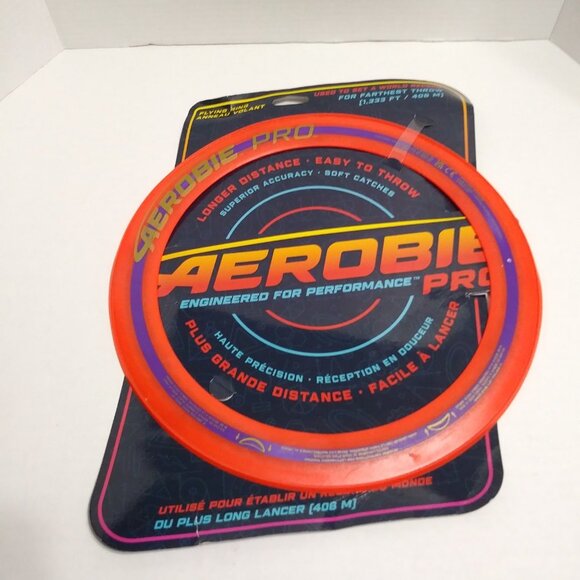 FLYING RING
ANNEAU VOLANT
USED TO SET A WORLD
FOR FARTHEST THROW
(1,333 FT / 406 M)
AEROBIE PRO
LONGER DISTANCE • EASY TO THROW
SUPERIOR ACCURACY • SOFT CATCHES
AEROBIE
ENGINEERED FOR PERFORMANCE™ PRO
HAUTE PRÉCISION • RÉCEPTION EN DOUCEUR
PLUS GRANDE DISTANCE • FACILE À LANCER
UTILISÉ POUR ÉTABLIR UN MONDE
DU PLUS LONG LANCER (406 M)